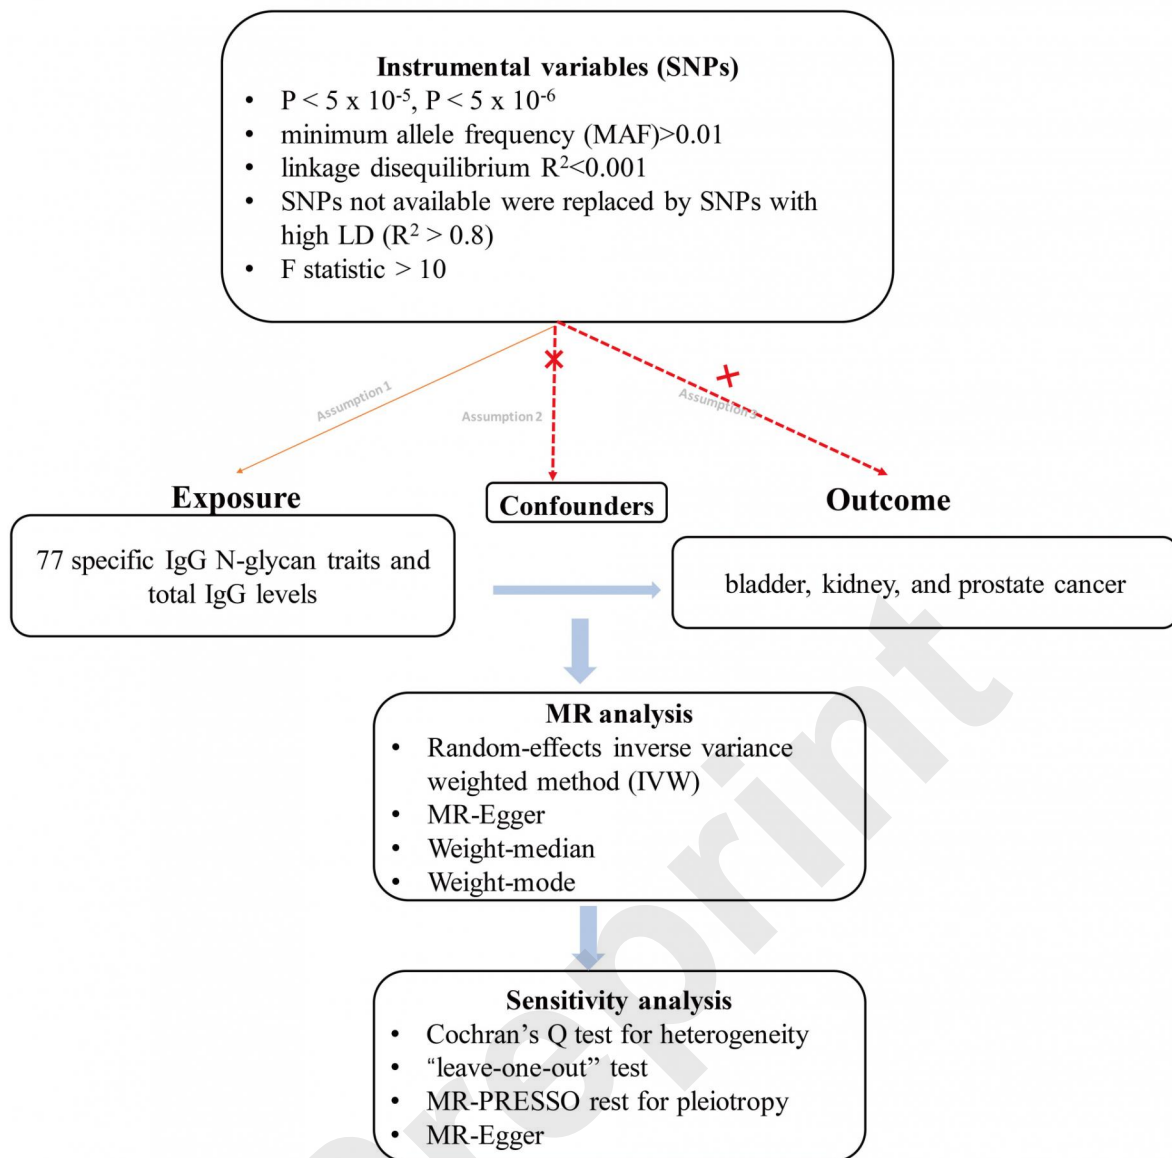 Instrumental variables (SNPs)
• P < 5 x 10⁻⁵, P < 5 x 10⁻⁶
• minimum allele frequency (MAF)>0.01
• linkage disequilibrium R²<0.001
• SNPs not available were replaced by SNPs with
high LD (R² > 0.8)
• F statistic > 10
Assumption 1
Assumption 2
Assumption 3
Exposure
Confounders
Outcome
77 specific IgG N-glycan traits and
total IgG levels
bladder, kidney, and prostate cancer
MR analysis
• Random-effects inverse variance
weighted method (IVW)
• MR-Egger
• Weight-median
• Weight-mode
Sensitivity analysis
• Cochran’s Q test for heterogeneity
• “leave-one-out” test
• MR-PRESSO rest for pleiotropy
• MR-Egger
preprint